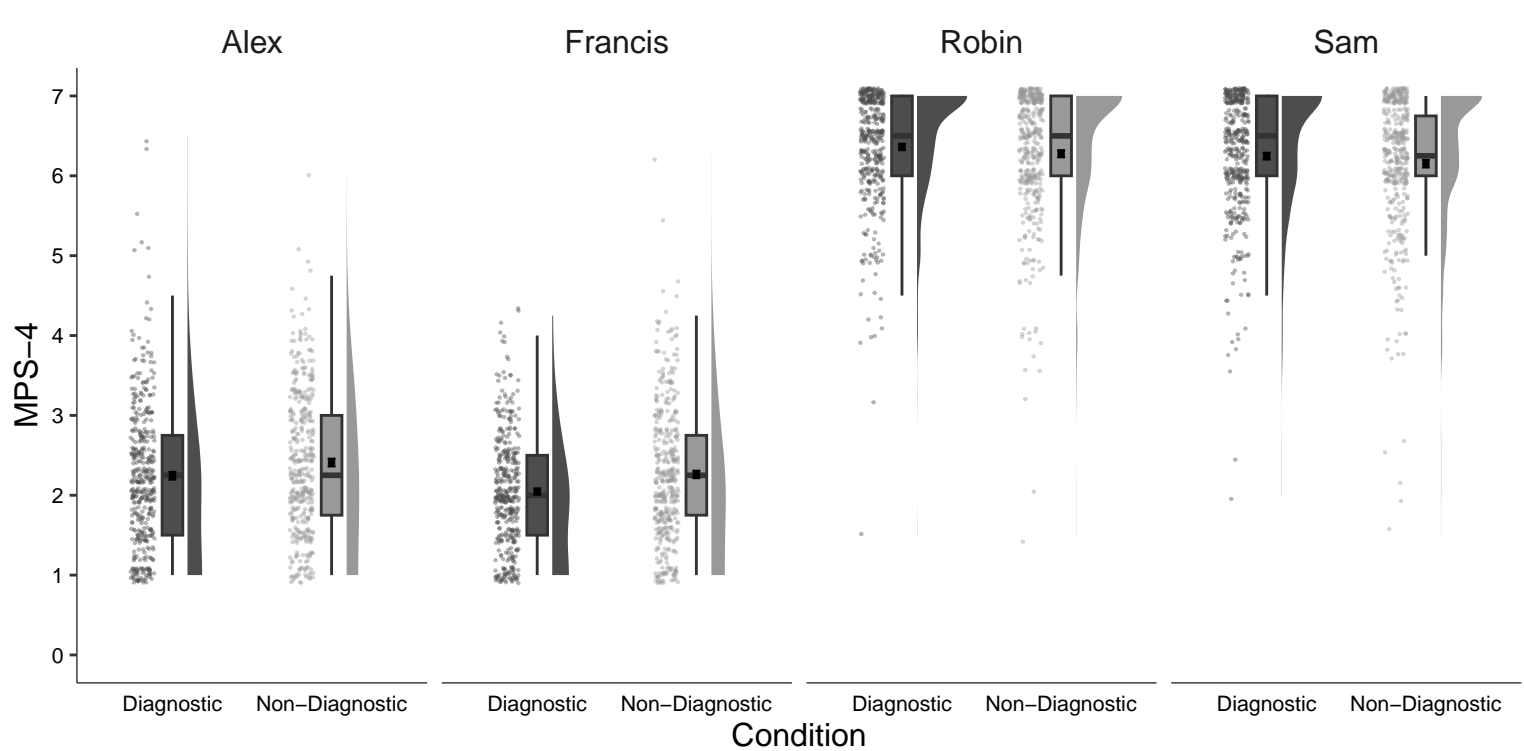 Alex Francis Robin Sam
MPS−4
7
6
5
4
3
2
1
0
Diagnostic Non−Diagnostic Diagnostic Non−Diagnostic Diagnostic Non−Diagnostic Diagnostic Non−Diagnostic
Condition